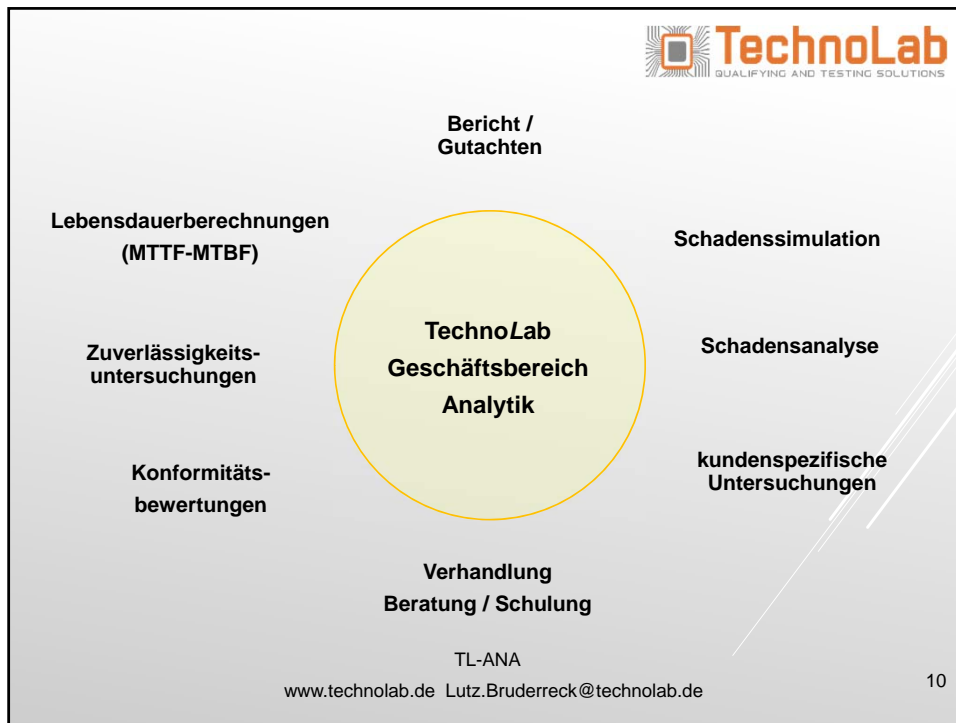 TechnoLab
QUALIFYING AND TESTING SOLUTIONS
Bericht /
Gutachten
Lebensdauerberechnungen
(MTTF-MTBF)
Schadenssimulation
Zuverlässigkeits-
untersuchungen
TechnoLab
Geschäftsbereich
Analytik
Schadensanalyse
Konformitäts-
bewertungen
kundenspezifische
Untersuchungen
Verhandlung
Beratung / Schulung
TL-ANA
www.technolab.de Lutz.Bruderreck@technolab.de
10